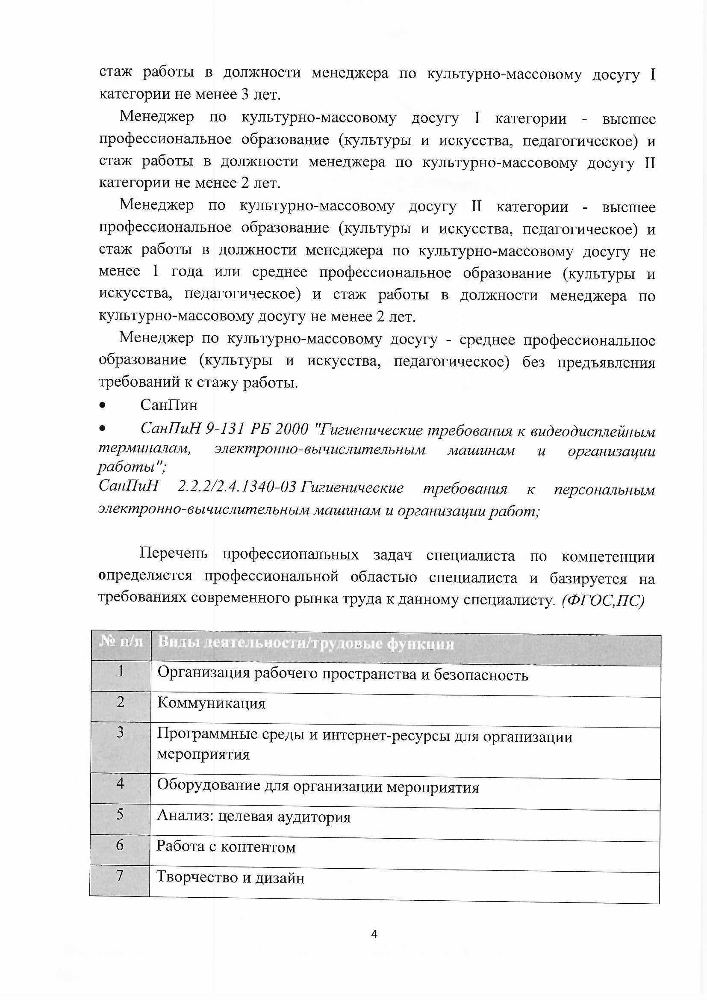 стаж работы в должности менеджера по культурно-массовому досугу I
категории не менее 3 лет.
Менеджер по культурно-массовому досугу I категории - высшее
профессиональное образование (культуры и искусства, педагогическое) и
стаж работы в должности менеджера по культурно-массовому досугу II
категории не менее 2 лет.
Менеджер по культурно-массовому досугу II категории - высшее
профессиональное образование (культуры и искусства, педагогическое) и
стаж работы в должности менеджера по культурно-массовому досугу не
менее 1 года или среднее профессиональное образование (культуры и
искусства, педагогическое) и стаж работы в должности менеджера по
культурно-массовому досугу не менее 2 лет.
Менеджер по культурно-массовому досугу - среднее профессиональное
образование (культуры и искусства, педагогическое) без предъявления
требований к стажу работы.
• СанПин
• СанПиН 9-131 РБ 2000 "Гигиенические требования к видеодисплейным
терминалам, электронно-вычислительным машинам и организации
работы";
СанПиН 2.2.2/2.4.1340-03 Гигиенические требования к персональным
электронно-вычислительным машинам и организации работ;
Перечень профессиональных задач специалиста по компетенции
определяется профессиональной областью специалиста и базируется на
требованиях современного рынка труда к данному специалисту. (ФГОС,ПС)
№ п/п Виды деятельности/трудовые функции
1 Организация рабочего пространства и безопасность
2 Коммуникация
3 Программные среды и интернет-ресурсы для организации
мероприятия
4 Оборудование для организации мероприятия
5 Анализ: целевая аудитория
6 Работа с контентом
7 Творчество и дизайн
4